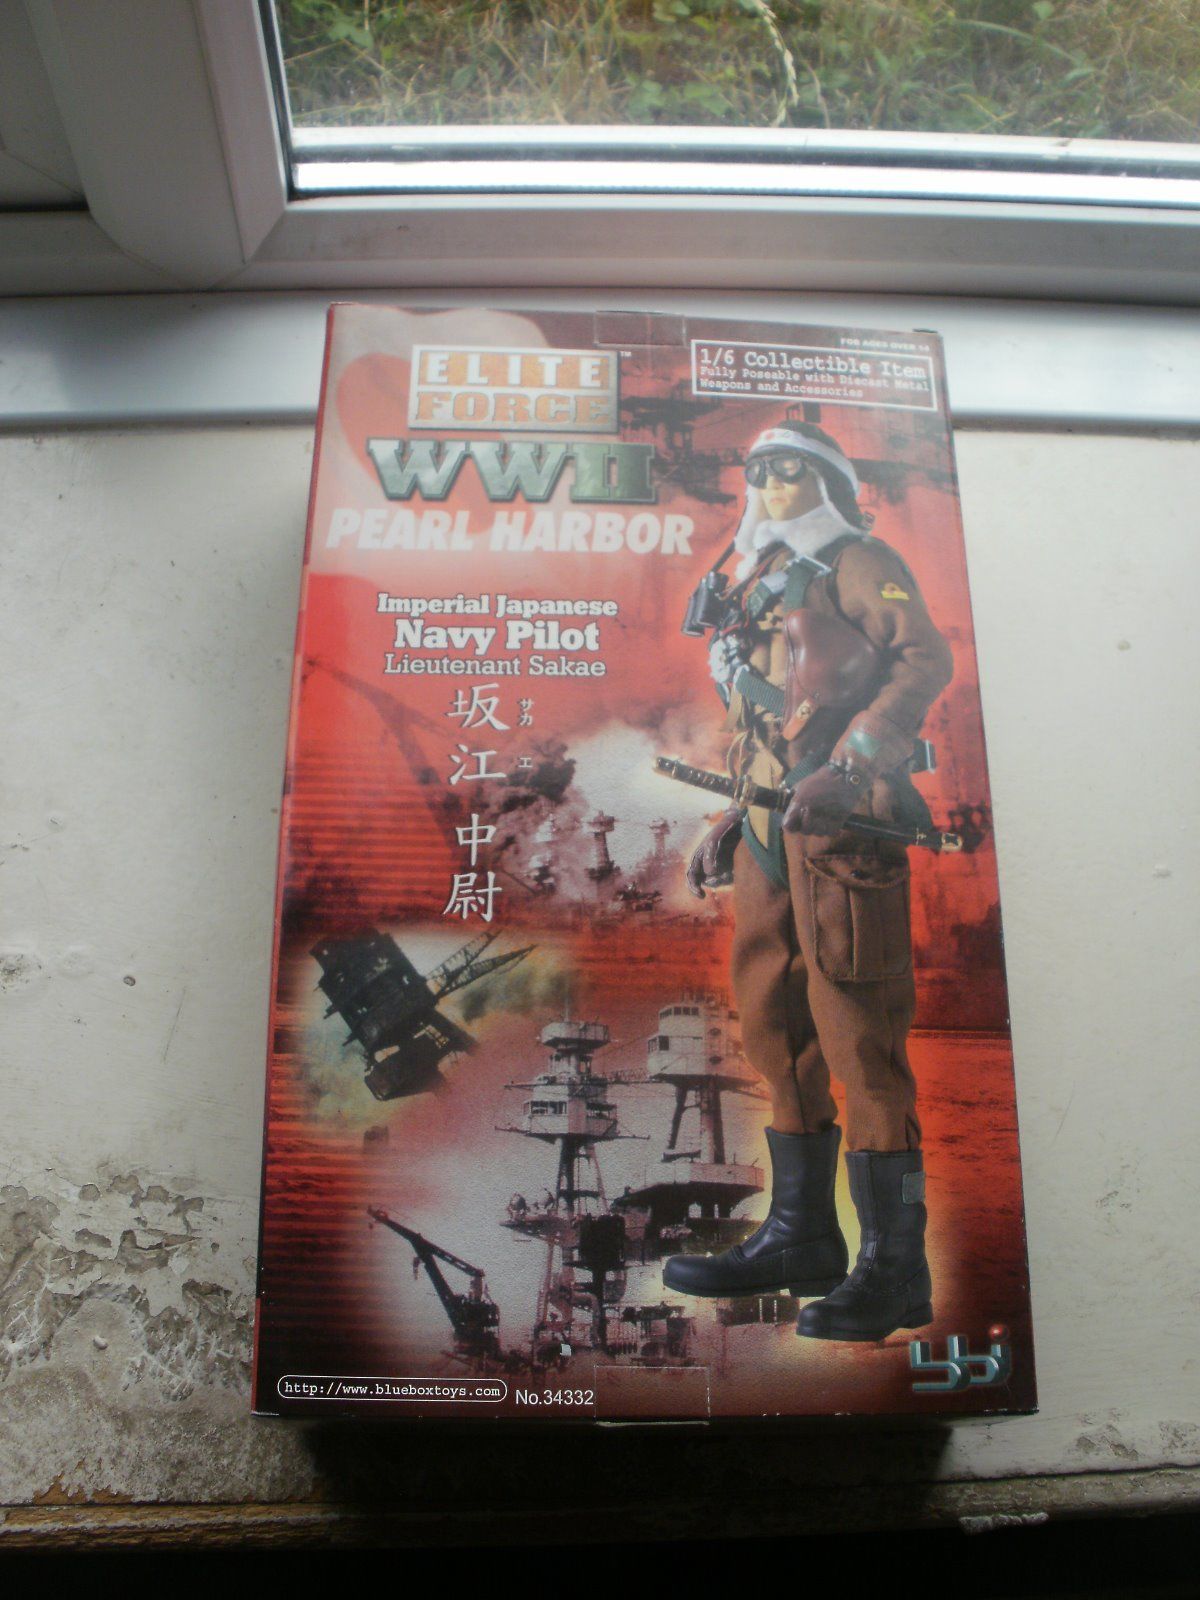 FOR AGES OVER 14
1/6 Collectible Item
Fully Poseable with Diecast Metal
Weapons and Accessories
ELITE
FORCE
TM
WWII
PEARL HARBOR
Imperial Japanese
Navy Pilot
Lieutenant Sakae
坂江中尉
サカエ
bbi
http://www.blueboxtoys.com
No.34332